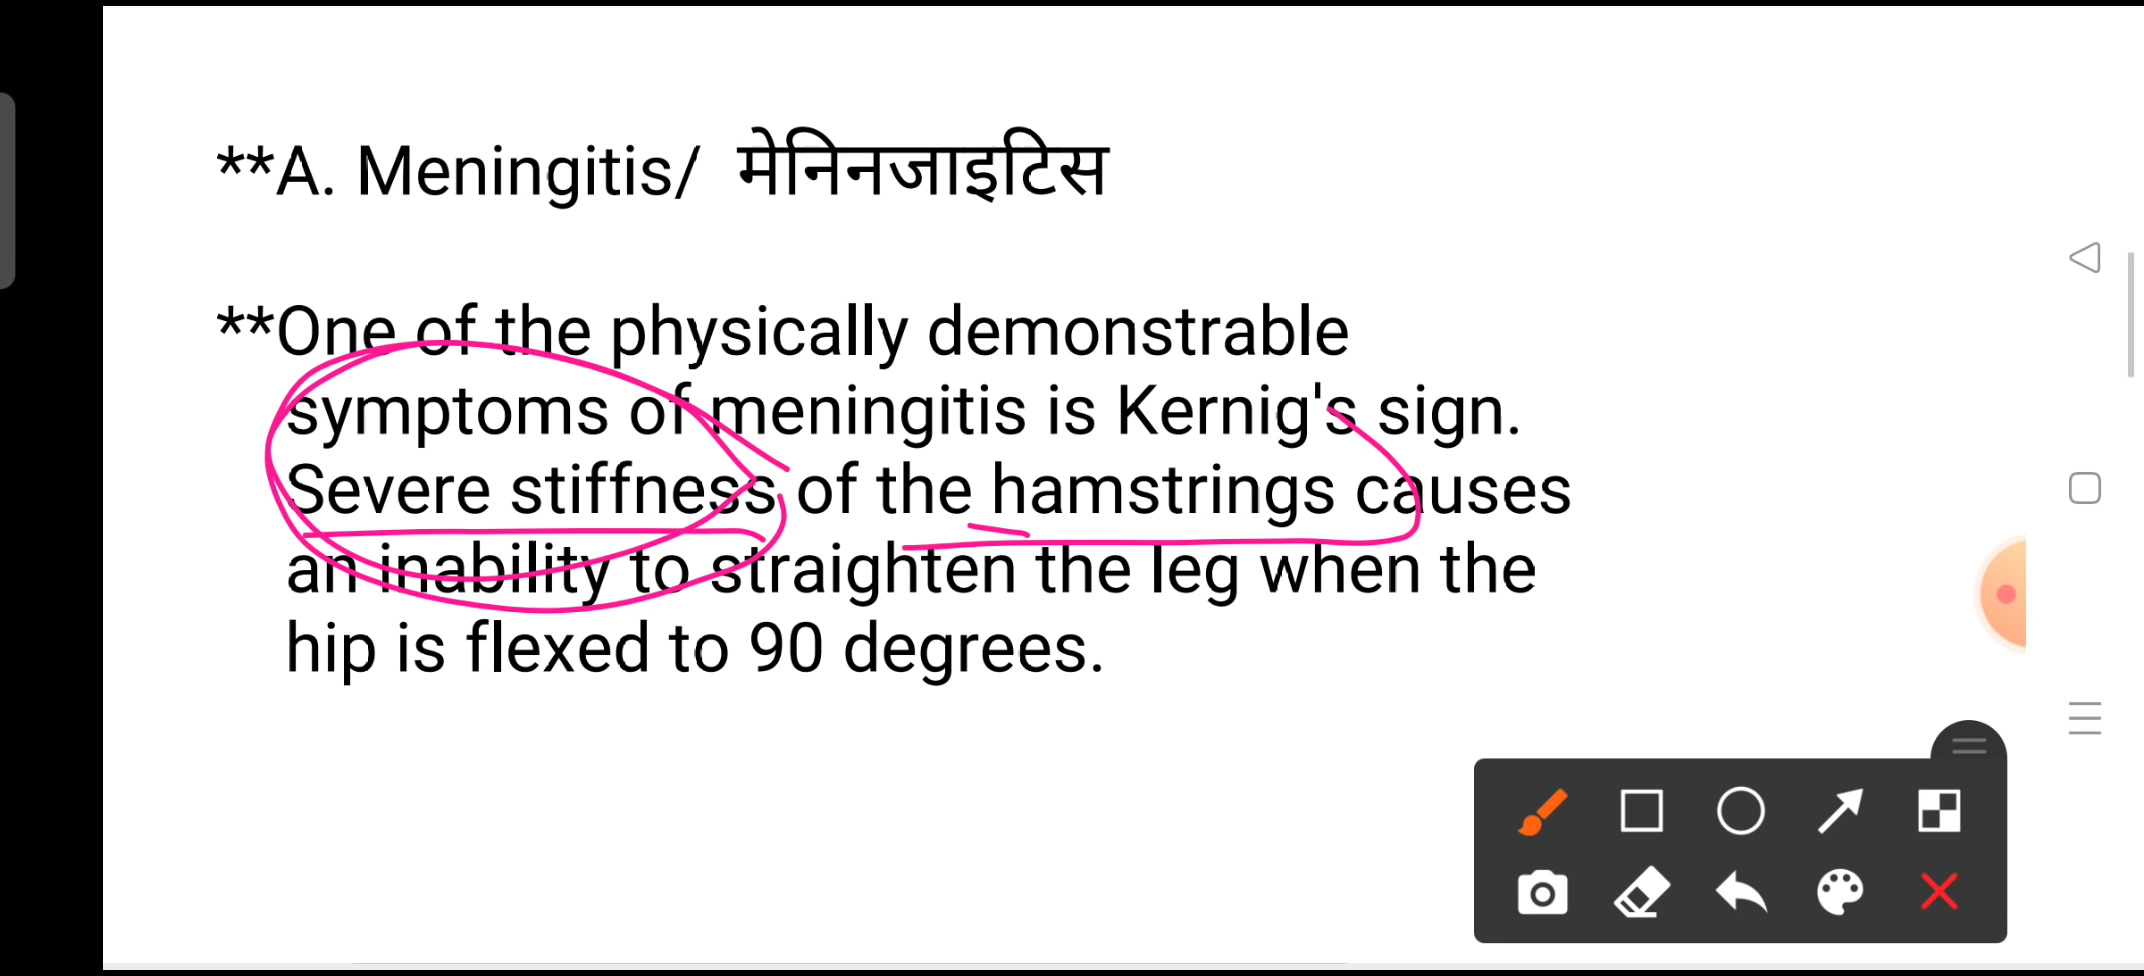 **A. Meningitis/ मेनिनजाइटिस
**One of the physically demonstrable
symptoms of meningitis is Kernig's sign.
Severe stiffness of the hamstrings causes
an inability to straighten the leg when the
hip is flexed to 90 degrees.